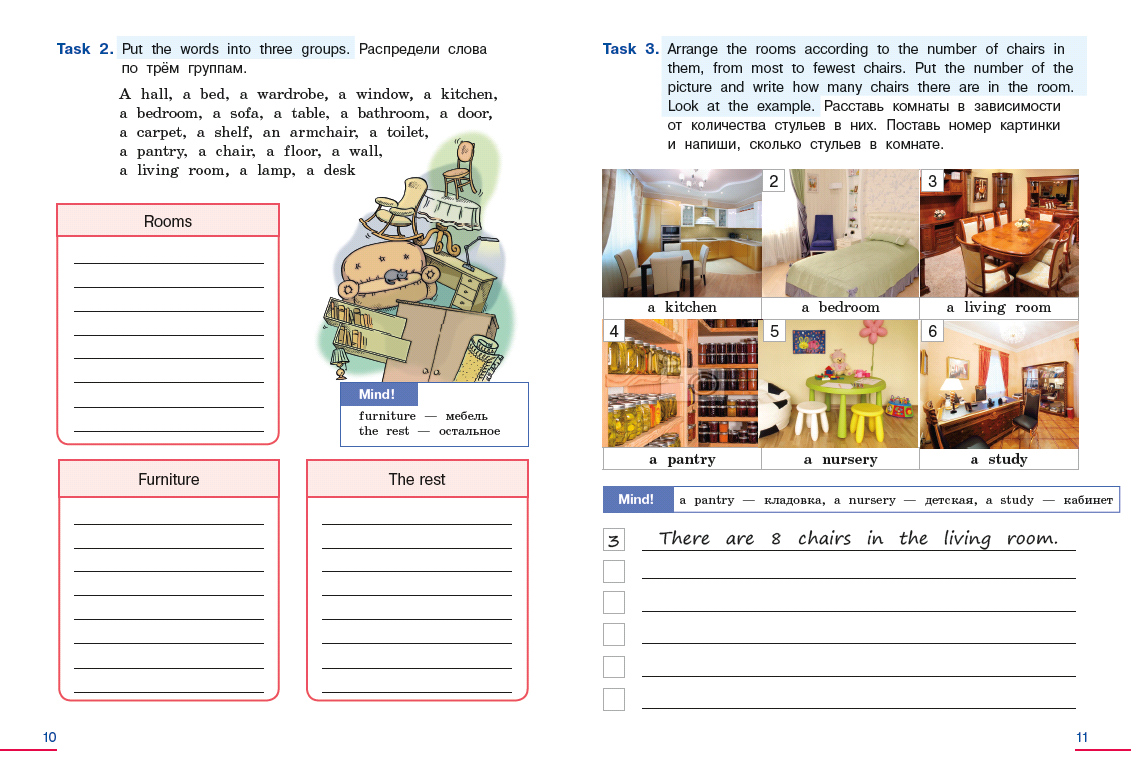 Task 2. Put the words into three groups. Распредели слова
по трём группам.
A hall, a bed, a wardrobe, a window, a kitchen,
a bedroom, a sofa, a table, a bathroom, a door,
a carpet, a shelf, an armchair, a toilet,
a pantry, a chair, a floor, a wall,
a living room, a lamp, a desk
Rooms
Mind!
furniture — мебель
the rest — остальное
Furniture
The rest
10
Task 3. Arrange the rooms according to the number of chairs in
them, from most to fewest chairs. Put the number of the
picture and write how many chairs there are in the room.
Look at the example. Расставь комнаты в зависимости
от количества стульев в них. Поставь номер картинки
и напиши, сколько стульев в комнате.
2
3
a kitchen
a bedroom
a living room
4
5
6
a pantry
a nursery
a study
Mind! a pantry — кладовка, a nursery — детская, a study — кабинет
3 There are 8 chairs in the living room.
11